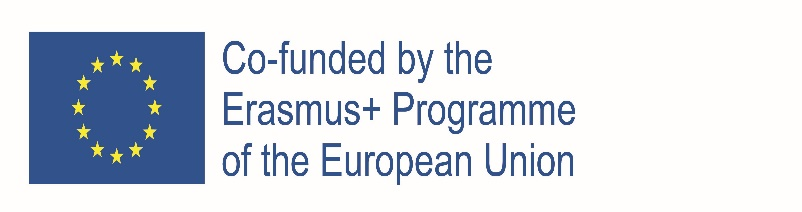 Co-funded by the
Erasmus+ Programme
of the European Union